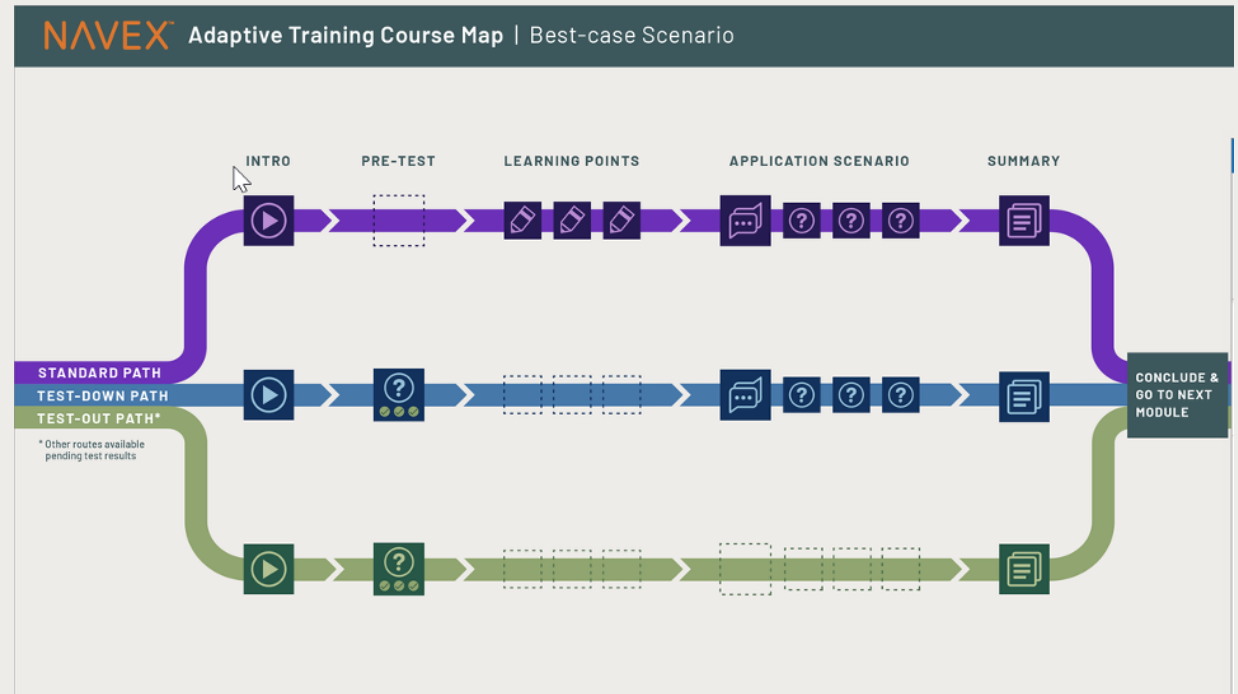 NAVEX™ Adaptive Training Course Map | Best-case Scenario
INTRO PRE-TEST LEARNING POINTS APPLICATION SCENARIO SUMMARY
STANDARD PATH
TEST-DOWN PATH
TEST-OUT PATH*
* Other routes available
pending test results
CONCLUDE &
GO TO NEXT
MODULE